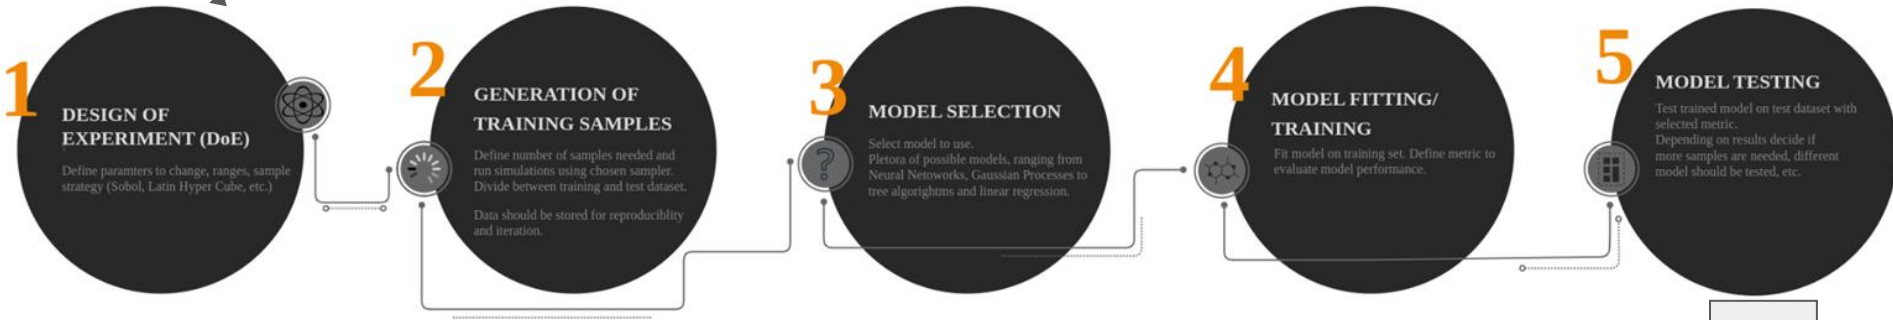 1
DESIGN OF
EXPERIMENT (DoE)
Define paramters to change, ranges, sample
strategy (Sobol, Latin Hyper Cube, etc.)
2
GENERATION OF
TRAINING SAMPLES
Define number of samples needed and
run simulations using chosen sampler.
Divide between training and test dataset.
Data should be stored for reproduciblity
and iteration.
3
MODEL SELECTION
Select model to use.
Pletora of possible models, ranging from
Neural Netoworks, Gaussian Processes to
tree algorightms and linear regression.
4
MODEL FITTING/
TRAINING
Fit model on training set. Define metric to
evaluate model performance.
5
MODEL TESTING
Test trained model on test dataset with
selected metric.
Depending on results decide if
more samples are needed, different
model should be tested, etc.